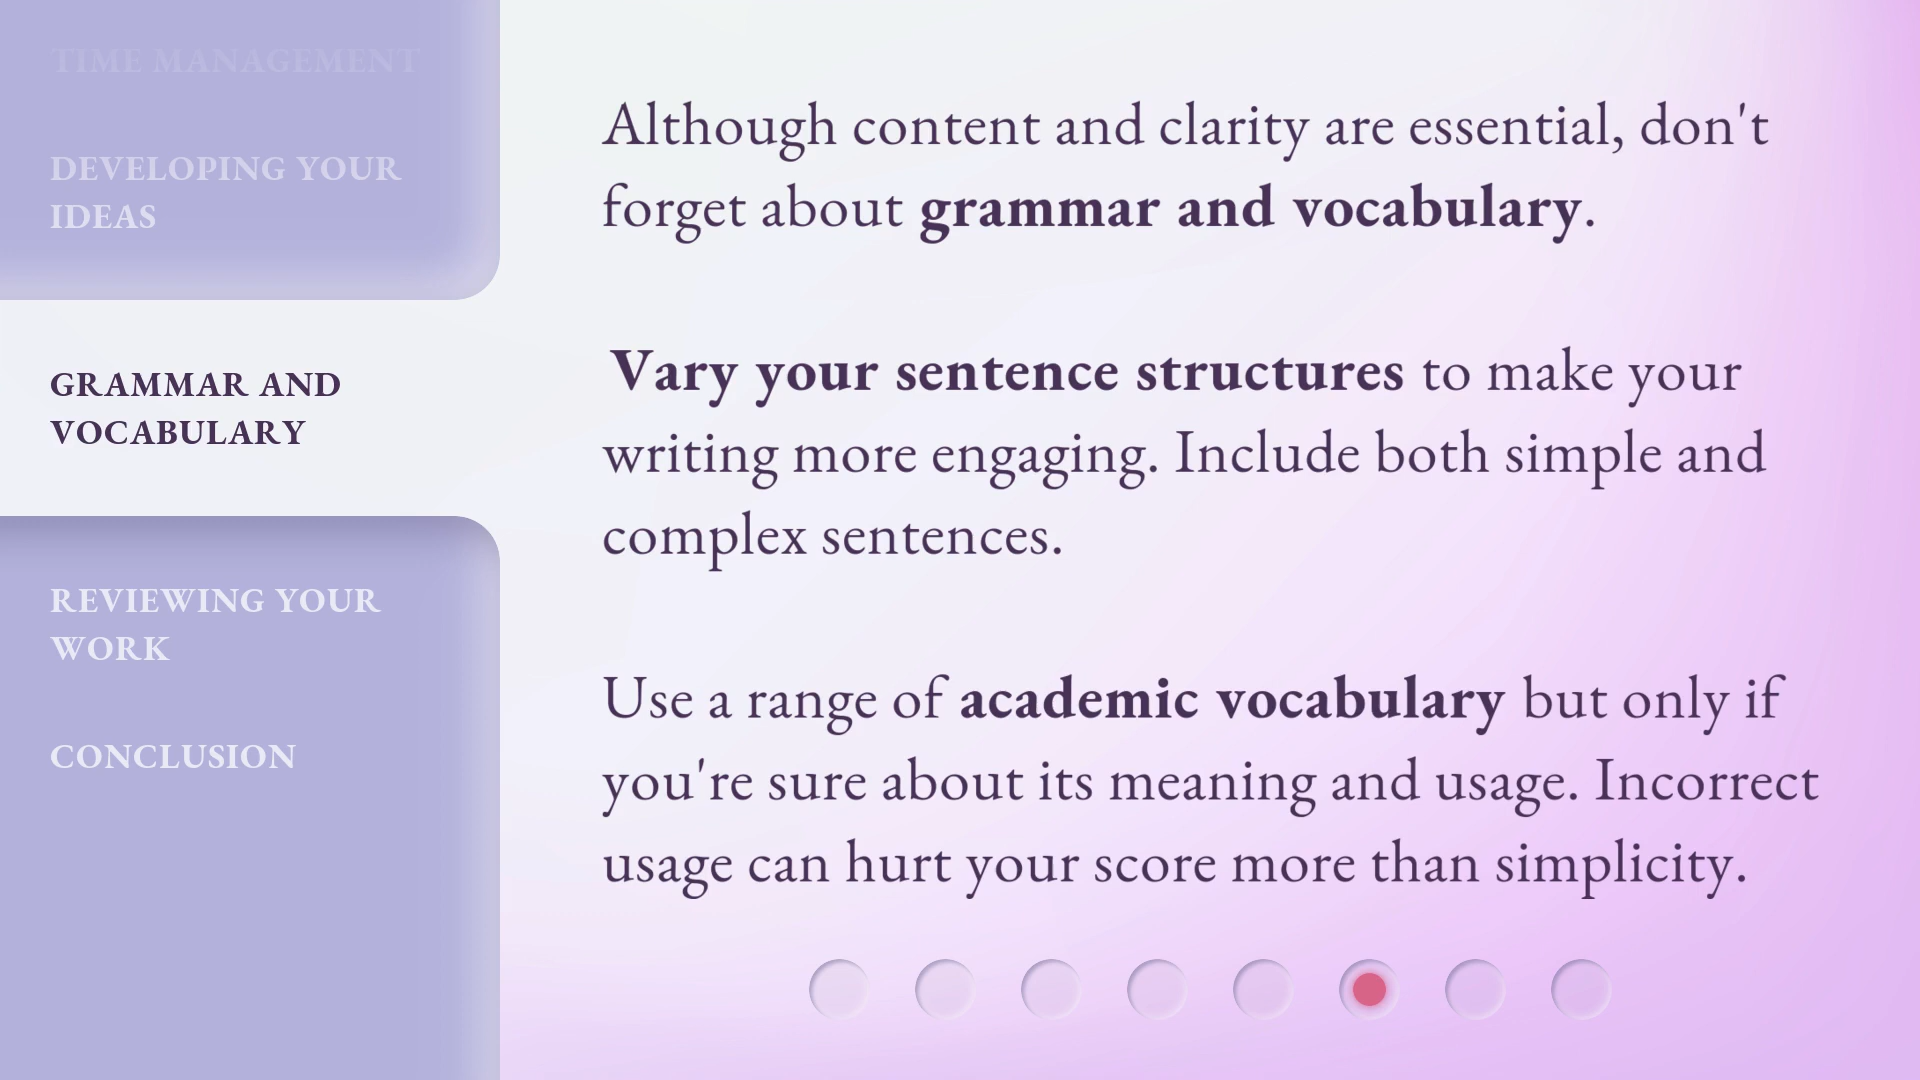 TIME MANAGEMENT
DEVELOPING YOUR
IDEAS
GRAMMAR AND
VOCABULARY
REVIEWING YOUR
WORK
CONCLUSION
Although content and clarity are essential, don't
forget about grammar and vocabulary.
Vary your sentence structures to make your
writing more engaging. Include both simple and
complex sentences.
Use a range of academic vocabulary but only if
you're sure about its meaning and usage. Incorrect
usage can hurt your score more than simplicity.